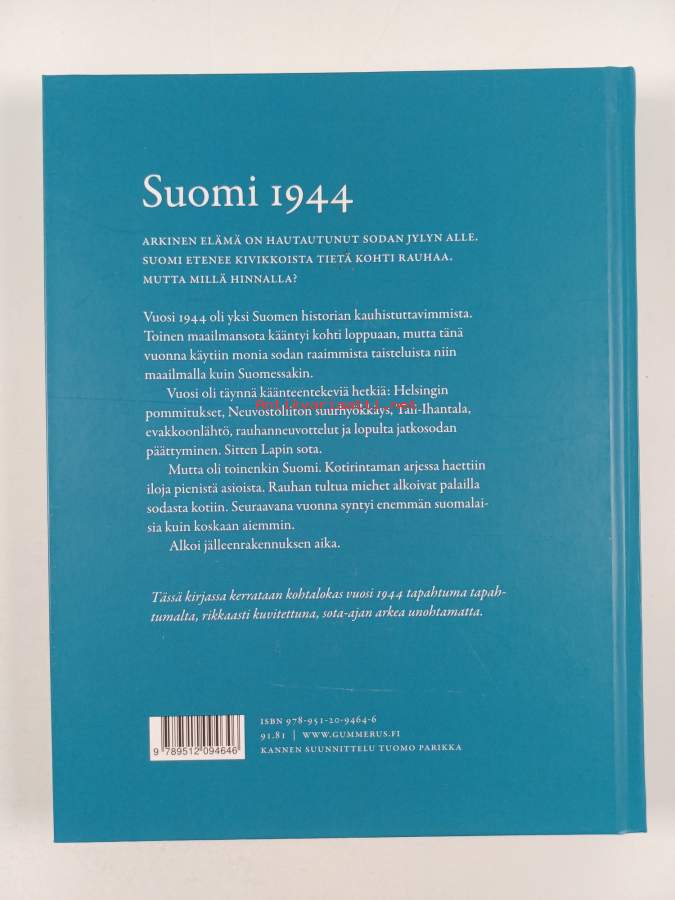 Suomi 1944
ARKINEN ELÄMÄ ON HAUTAUTUNUT SODAN JYLYN ALLE.
SUOMI ETENEE KIVIKKOISTA TIETÄ KOHTI RAUHAA.
MUTTA MILLÄ HINNALLA?
Vuosi 1944 oli yksi Suomen historian kauhistuttavimmista.
Toinen maailmansota kääntyi kohti loppuaan, mutta tänä
vuonna käytiin monia sodan raaimmista taisteluista niin
maailmalla kuin Suomessakin.
Vuosi oli täynnä käänteentekeviä hetkiä: Helsingin
pommitukset, Neuvostoliiton suurhyökkäys, Tali-Ihantala,
evakkoonlähtö, rauhanneuvottelut ja lopulta jatkosodan
päättyminen. Sitten Lapin sota.
Mutta oli toinenkin Suomi. Kotirintaman arjessa haettiin
iloja pienistä asioista. Rauhan tultua miehet alkoivat palailla
sodasta kotiin. Seuraavana vuonna syntyi enemmän suomalai-
sia kuin koskaan aiemmin.
Alkoi jälleenrakennuksen aika.
Tässä kirjassa kerrataan kohtalokas vuosi 1944 tapahtuma tapah-
tumalta, rikkaasti kuvitettuna, sota-ajan arkea unohtamatta.
ISBN 978-951-20-9464-6
91.81 | WWW.GUMMERUS.FI
KANNEN SUUNNITTELU TUOMO PARIKKA
9 789512 094646